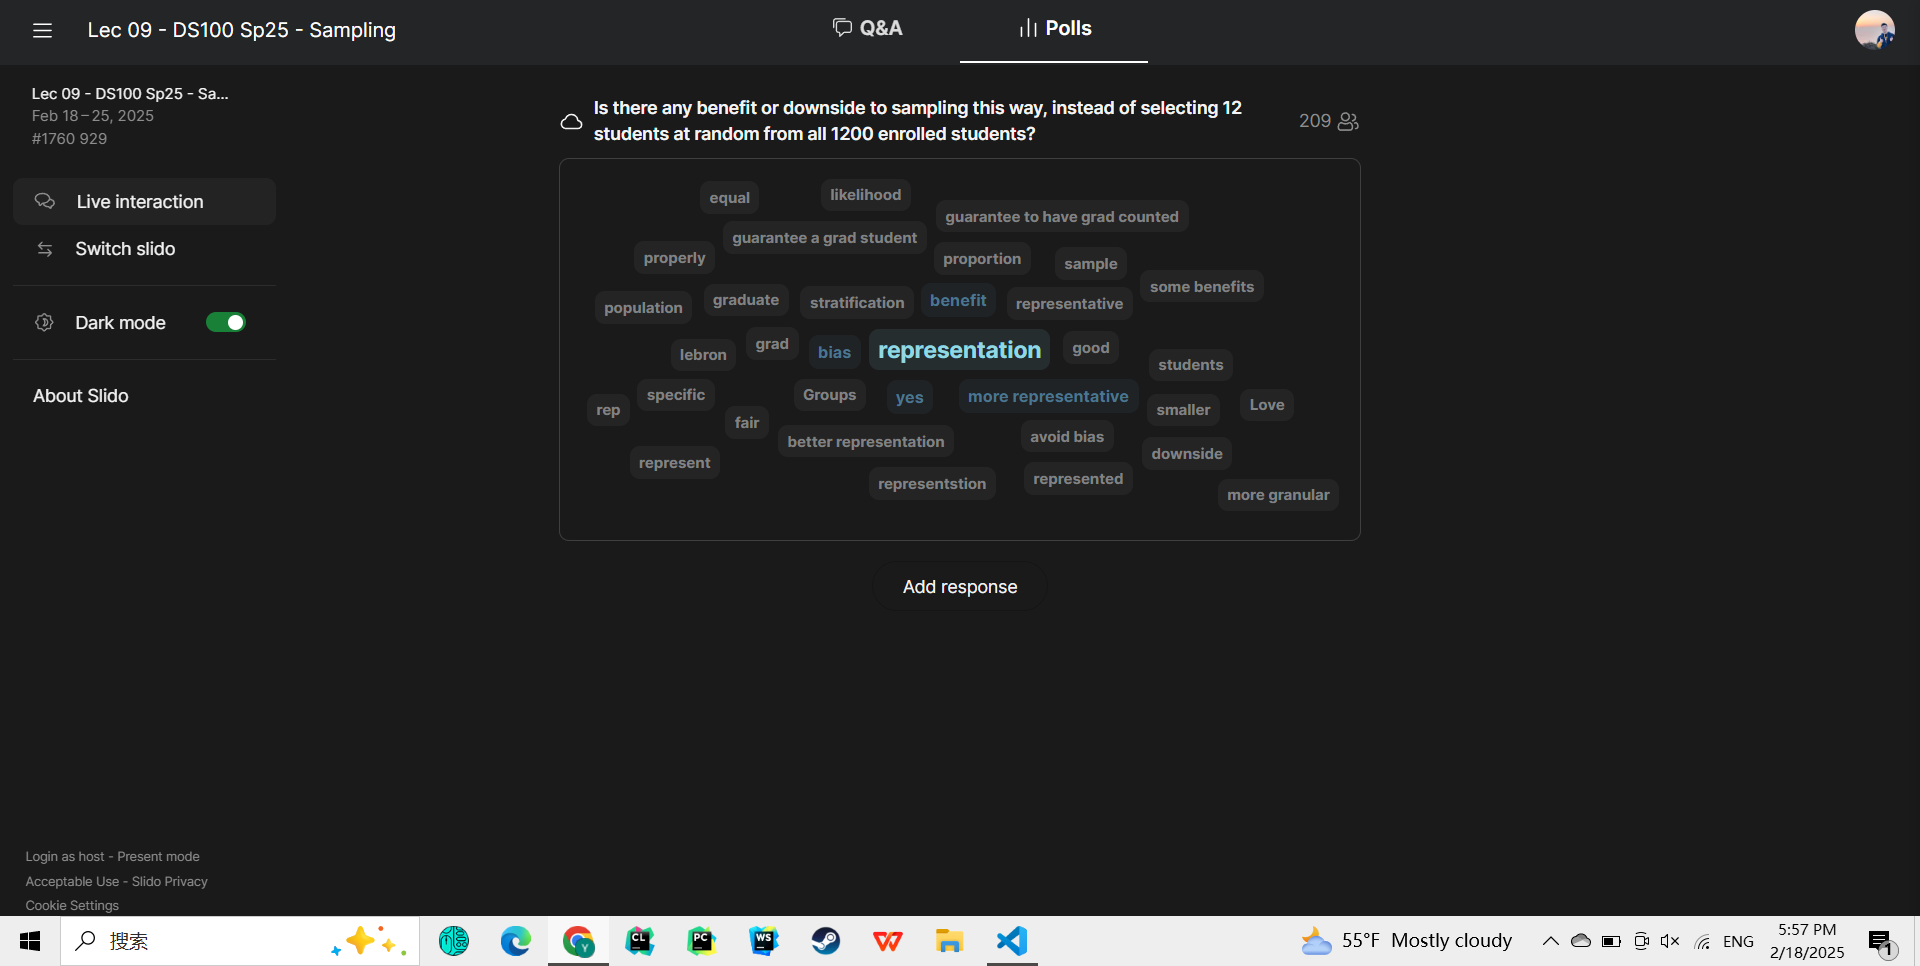 Lec 09 - DS100 Sp25 - Sampling
Q&A
Polls
Lec 09 - DS100 Sp25 - Sa...
Feb 18 – 25, 2025
#1760 929
Live interaction
Switch slido
Dark mode
About Slido
Is there any benefit or downside to sampling this way, instead of selecting 12
students at random from all 1200 enrolled students?
209
equal
likelihood
guarantee to have grad counted
guarantee a grad student
properly
proportion
sample
some benefits
population
graduate
stratification
benefit
representative
lebron
grad
bias
representation
good
students
rep
specific
Groups
yes
more representative
smaller
Love
fair
better representation
avoid bias
downside
represent
representstion
represented
more granular
Add response
Login as host - Present mode
Acceptable Use - Slido Privacy
Cookie Settings
搜索
CL
PC
WS
Y
W
55°F Mostly cloudy
ENG
5:57 PM
2/18/2025
1